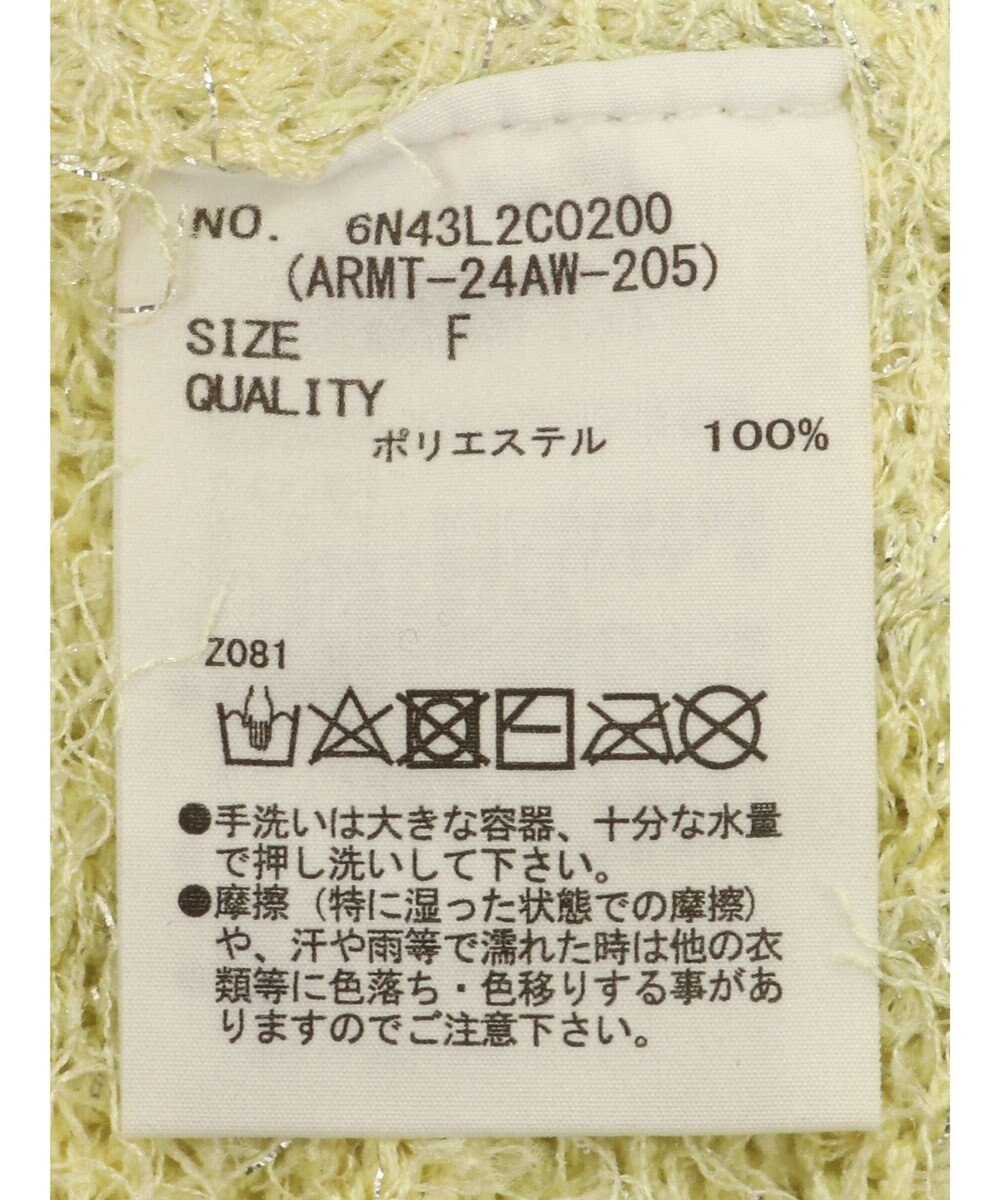 NO. 6N43L2C0200
(ARMT-24AW-205)
SIZE F
QUALITY
ポリエステル 100%
Z081
●手洗いは大きな容器、十分な水量
で押し洗いして下さい。
●摩擦(特に湿った状態での摩擦)
や、汗や雨等で濡れた時は他の衣
類等に色落ち・色移りする事があ
りますのでご注意下さい。